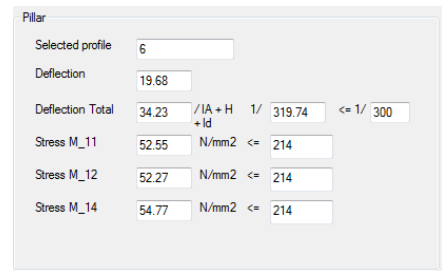 Pillar
Selected profile 6
Deflection 19.68
Deflection Total 34.23 / IA + H 1/ 319.74 <= 1/ 300
+ Id
Stress M_11 52.55 N/mm2 <= 214
Stress M_12 52.27 N/mm2 <= 214
Stress M_14 54.77 N/mm2 <= 214